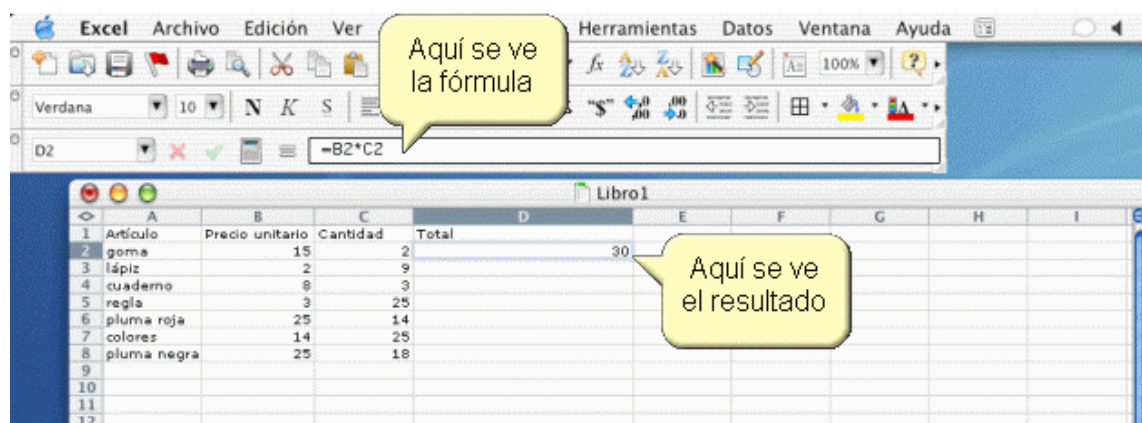 Excel Archivo Edición Ver Herramientas Datos Ventana Ayuda
Aquí se ve
la fórmula
100%
Verdana 10 N K S "$"
D2 =B2*C2
Libro1
A B C D E F G H I
1 Artículo Precio unitario Cantidad Total
2 goma 15 2 30
3 lápiz 2 9
4 cuaderno 8 3
5 regla 3 25
6 pluma roja 25 14
7 colores 14 25
8 pluma negra 25 18
9
10
11
12
Aquí se ve
el resultado